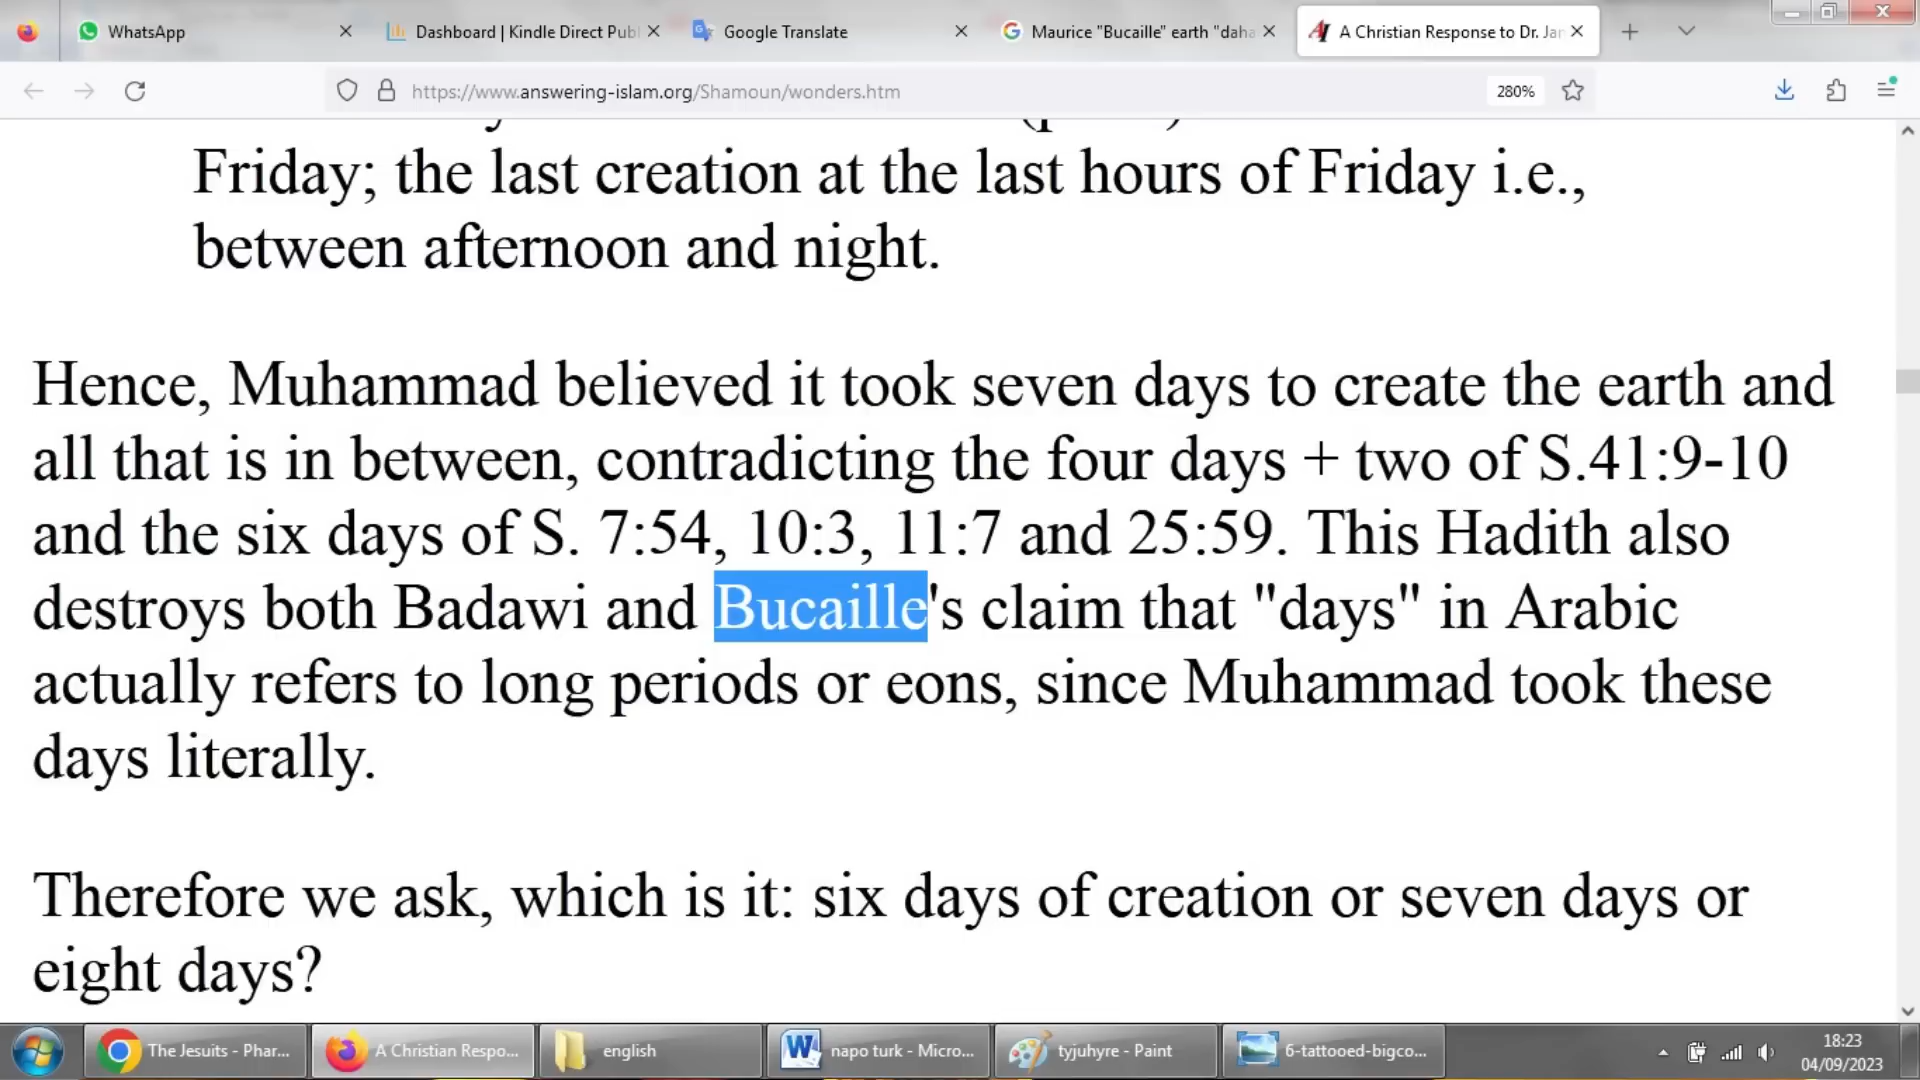 WhatsApp
Dashboard | Kindle Direct Publ
Google Translate
Maurice "Bucaille" earth "daha
A Christian Response to Dr. Jar
https://www.answering-islam.org/Shamoun/wonders.htm
280%
Friday; the last creation at the last hours of Friday i.e.,
between afternoon and night.
Hence, Muhammad believed it took seven days to create the earth and
all that is in between, contradicting the four days + two of S.41:9-10
and the six days of S. 7:54, 10:3, 11:7 and 25:59. This Hadith also
destroys both Badawi and Bucaille's claim that "days" in Arabic
actually refers to long periods or eons, since Muhammad took these
days literally.
Therefore we ask, which is it: six days of creation or seven days or
eight days?
The Jesuits - Phar...
A Christian Respo...
english
napo turk - Micro...
tyjuhyre - Paint
6-tattooed-bigco...
18:23
04/09/2023